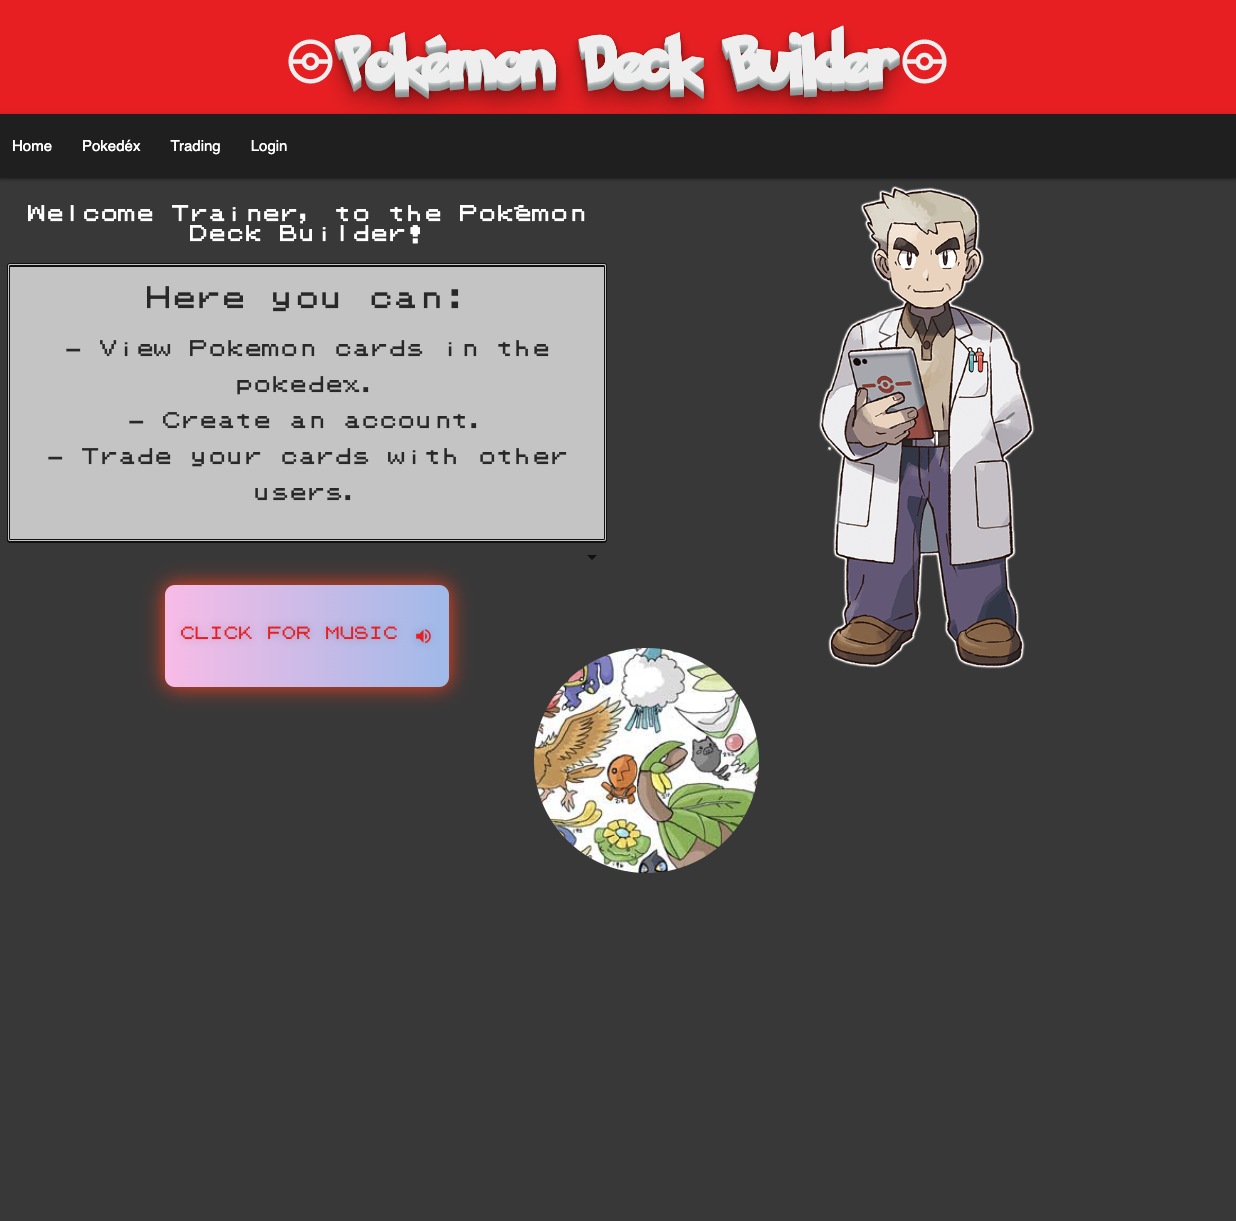 Pokémon Deck Builder
Home Pokedéx Trading Login
Welcome Trainer, to the Pokémon
Deck Builder!
Here you can:
- View Pokemon cards in the
pokedex.
- Create an account.
- Trade your cards with other
users.
CLICK FOR MUSIC